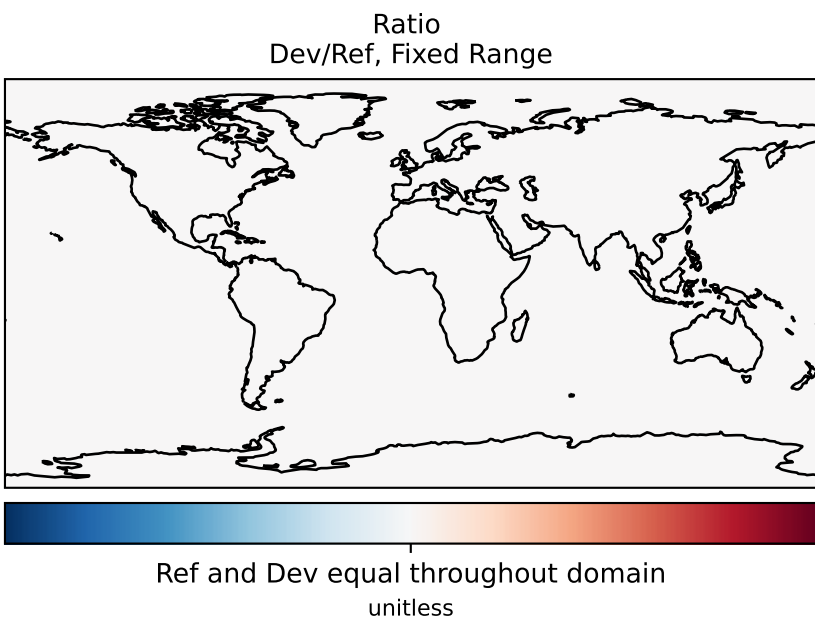 Ratio
Dev/Ref, Fixed Range
Ref and Dev equal throughout domain
unitless